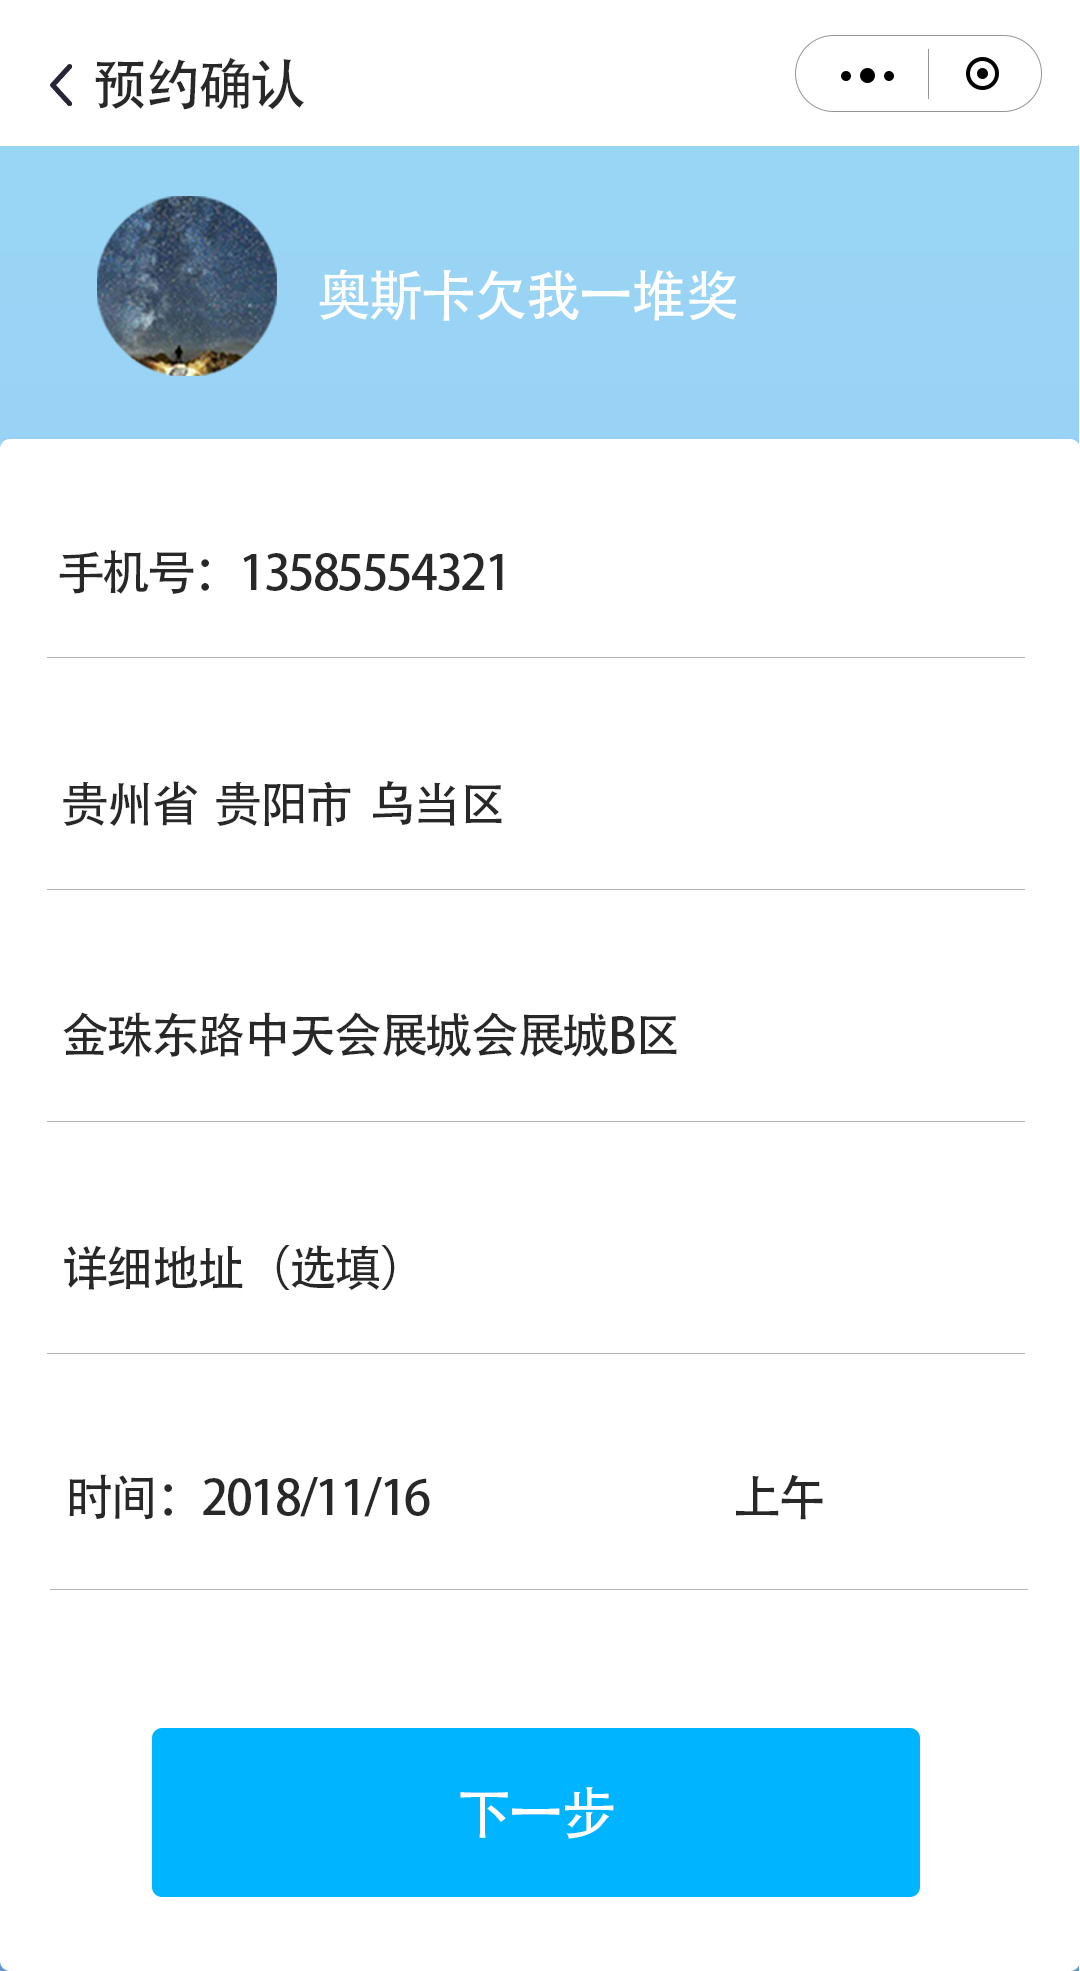 预约确认
奥斯卡欠我一堆奖
手机号：13585554321
贵州省 贵阳市 乌当区
金珠东路中天会展城会展城B区
详细地址（选填）
时间：2018/11/16 上午
下一步